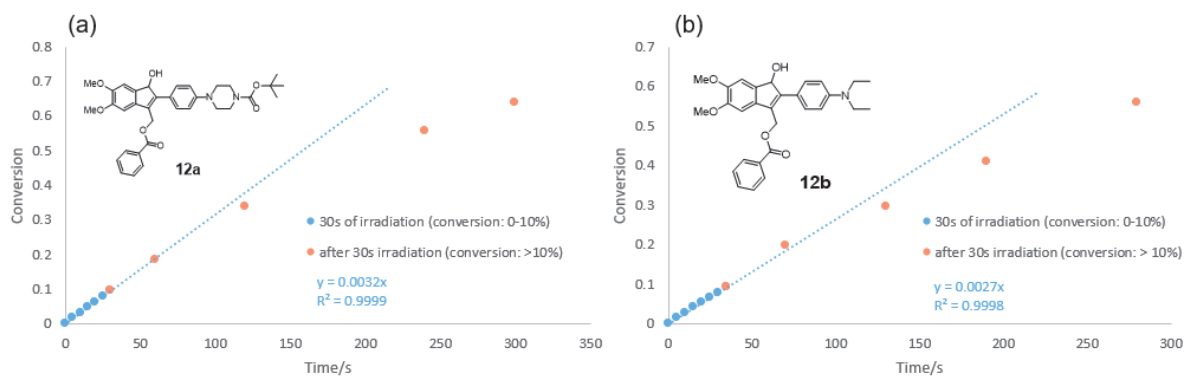 (a)
Conversion
0.8
0.7
0.6
0.5
0.4
0.3
0.2
0.1
0
OH
MeO
MeO
N
N
O
O
O
O
12a
30s of irradiation (conversion: 0-10%)
after 30s irradiation (conversion: >10%)
y = 0.0032x
R² = 0.9999
0 50 100 150 200 250 300 350
Time/s
(b)
Conversion
0.7
0.6
0.5
0.4
0.3
0.2
0.1
0
OH
MeO
MeO
N
O
O
12b
30s of irradiation (conversion: 0-10%)
after 30s irradiation (conversion: > 10%)
y = 0.0027x
R² = 0.9998
0 50 100 150 200 250 300
Time/s